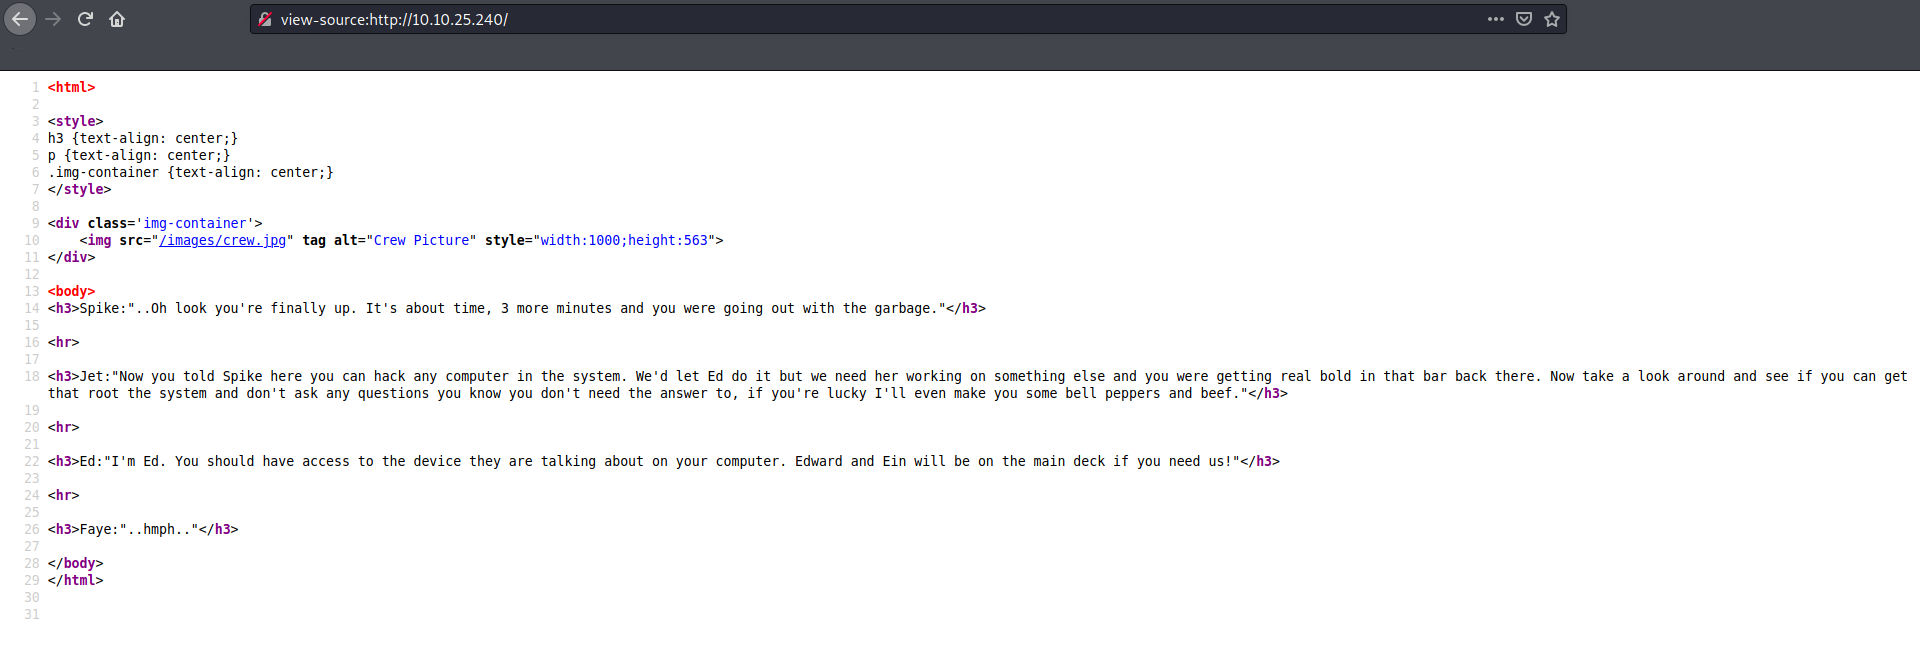 view-source:http://10.10.25.240/
1 <html>
2
3 <style>
4 h3 {text-align: center;}
5 p {text-align: center;}
6 .img-container {text-align: center;}
7 </style>
8
9 <div class='img-container'>
10     <img src="/images/crew.jpg" tag alt="Crew Picture" style="width:1000;height:563">
11 </div>
12
13 <body>
14 <h3>Spike:"..Oh look you're finally up. It's about time, 3 more minutes and you were going out with the garbage."</h3>
15
16 <hr>
17
18 <h3>Jet:"Now you told Spike here you can hack any computer in the system. We'd let Ed do it but we need her working on something else and you were getting real bold in that bar back there. Now take a look around and see if you can get
that root the system and don't ask any questions you know you don't need the answer to, if you're lucky I'll even make you some bell peppers and beef."</h3>
19
20 <hr>
21
22 <h3>Ed:"I'm Ed. You should have access to the device they are talking about on your computer. Edward and Ein will be on the main deck if you need us!"</h3>
23
24 <hr>
25
26 <h3>Faye:"..hmph.."</h3>
27
28 </body>
29 </html>
30
31